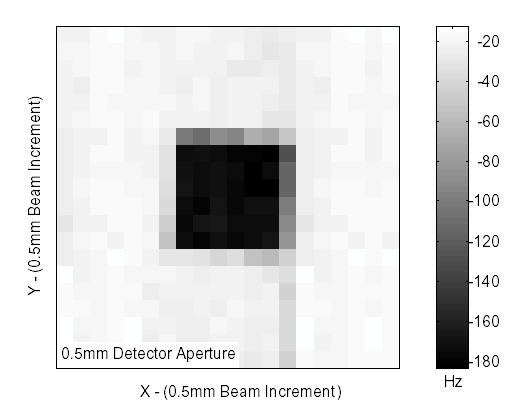 -20
-40
-60
-80
-100
-120
-140
-160
-180
Hz
Y - (0.5mm Beam Increment)
0.5mm Detector Aperture
X - (0.5mm Beam Increment)